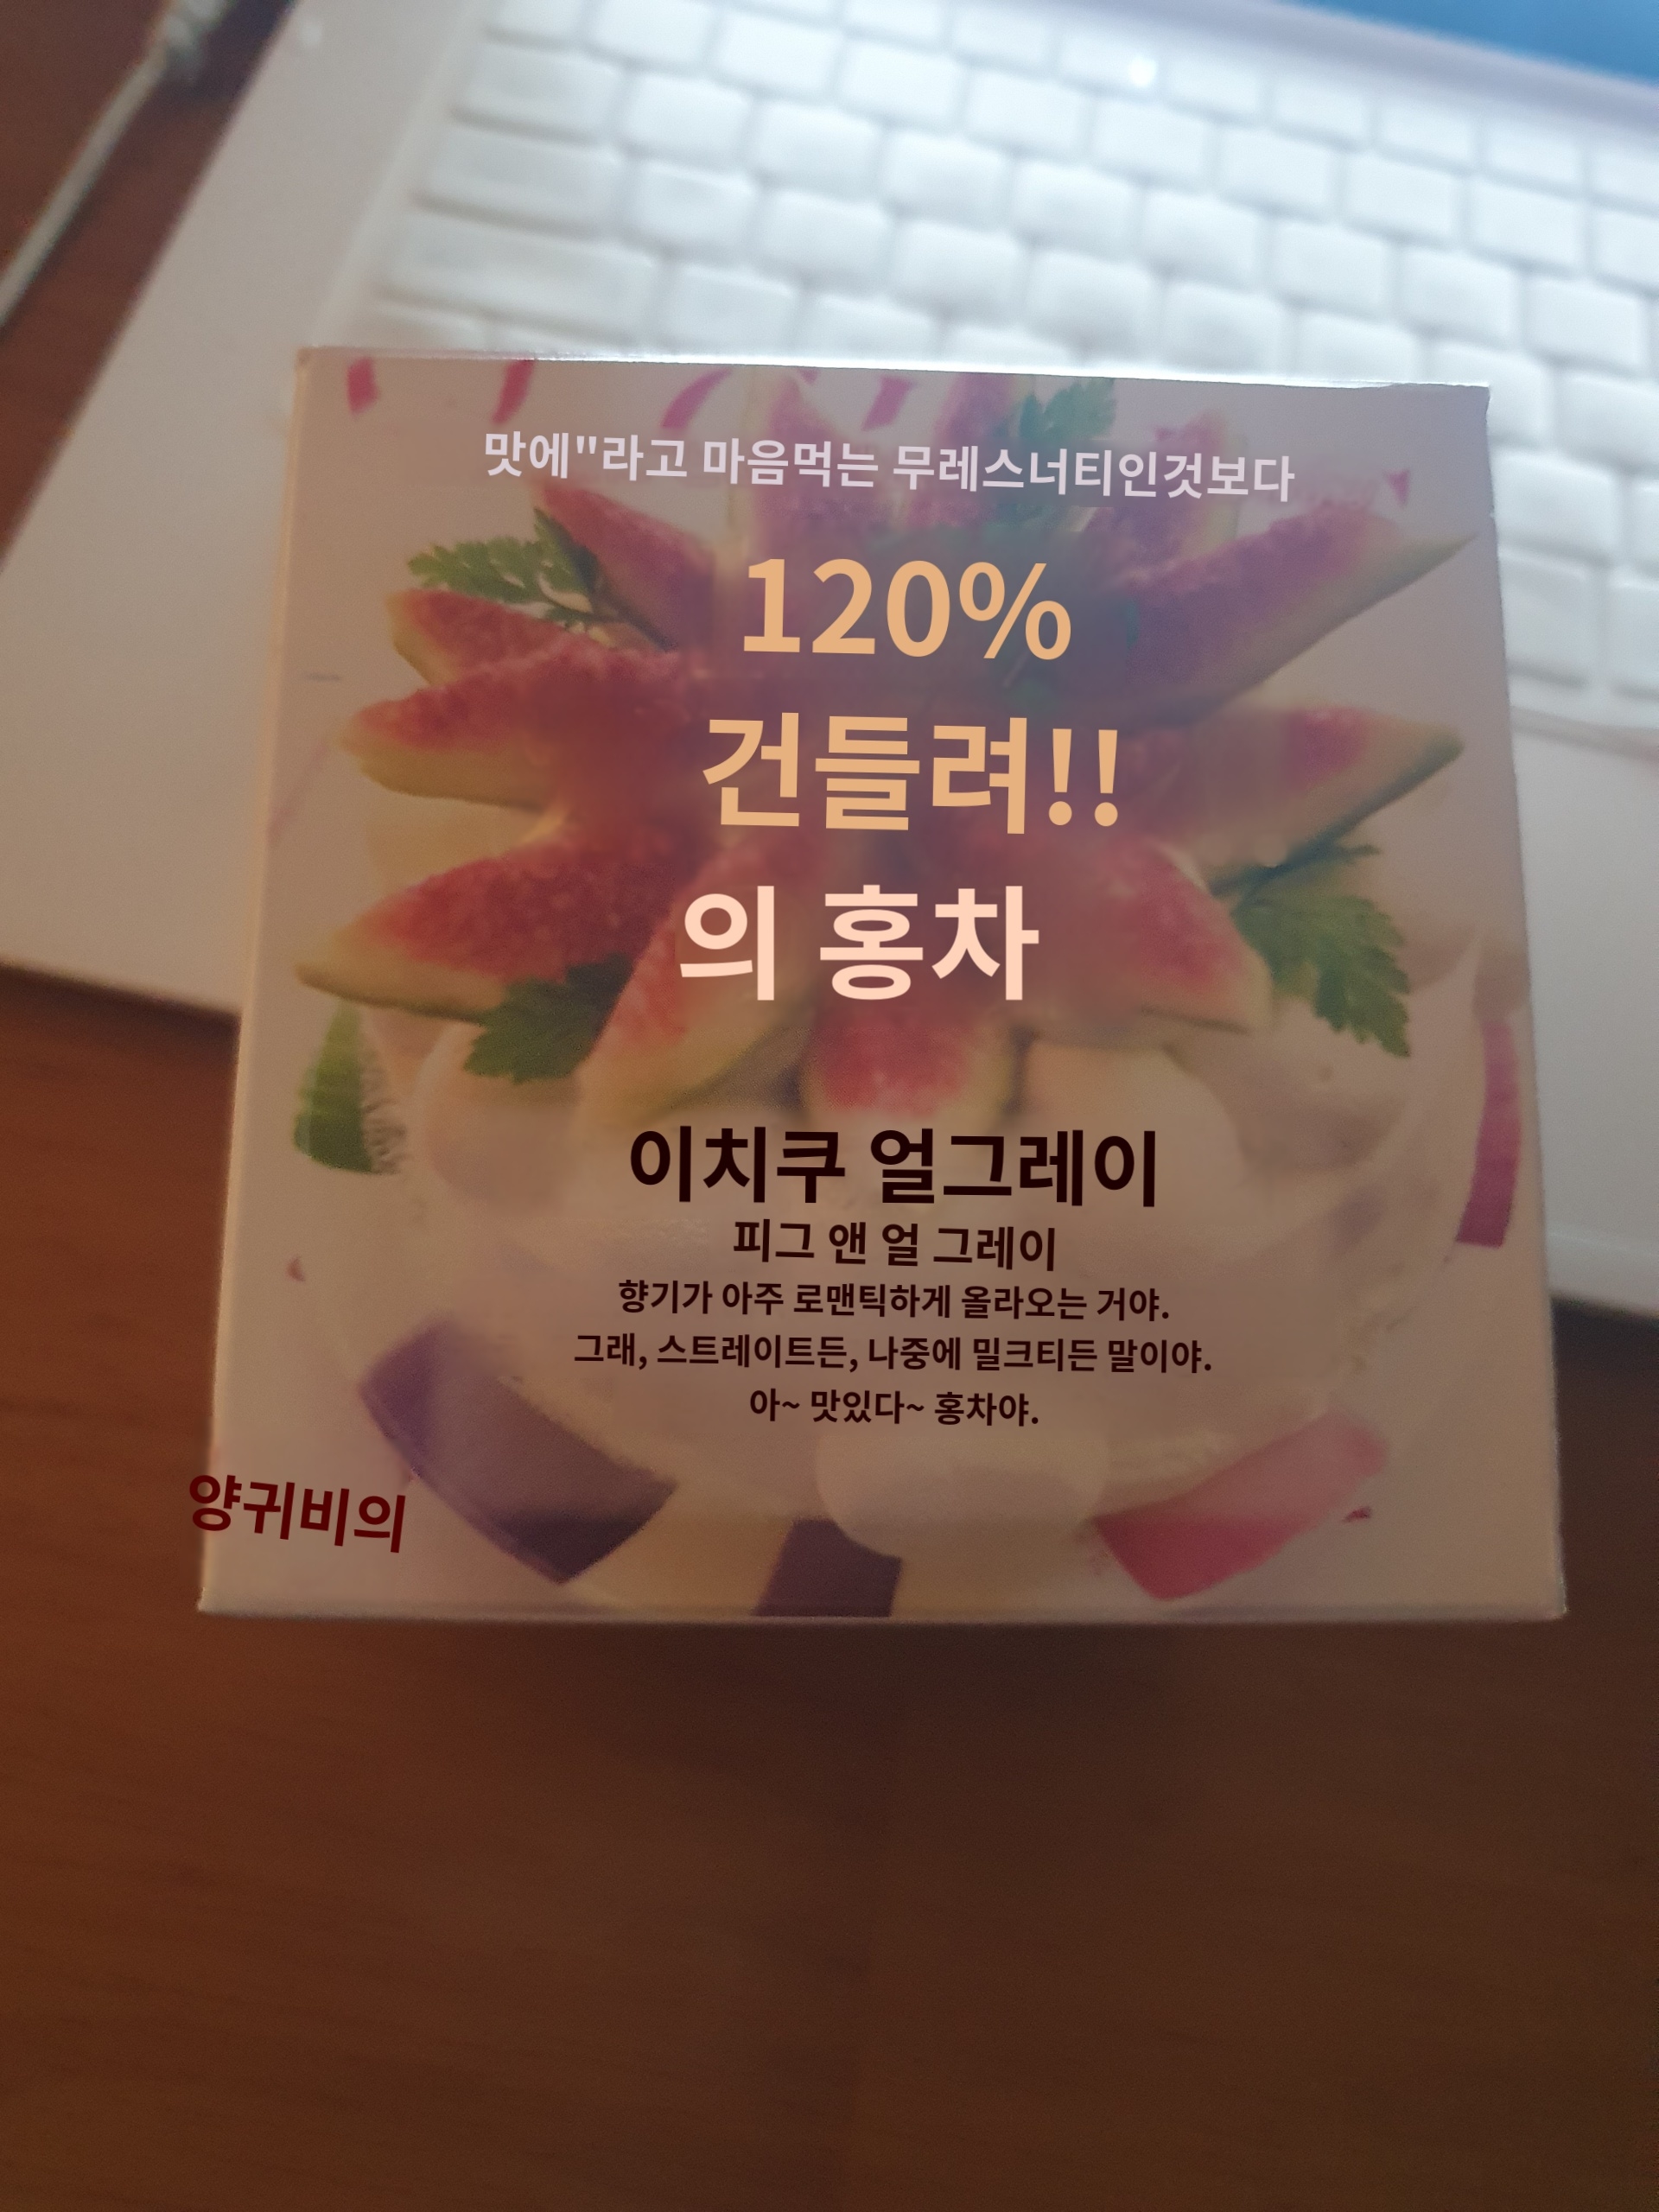 맛에"라고 마음먹는 무레스너티인것보다
120%
건들려!!
의 홍차
이치쿠 얼그레이
피그 앤 얼 그레이
향기가 아주 로맨틱하게 올라오는 거야.
그래, 스트레이트든, 나중에 밀크티든 말이야.
아~ 맛있다~ 홍차야.
양귀비의